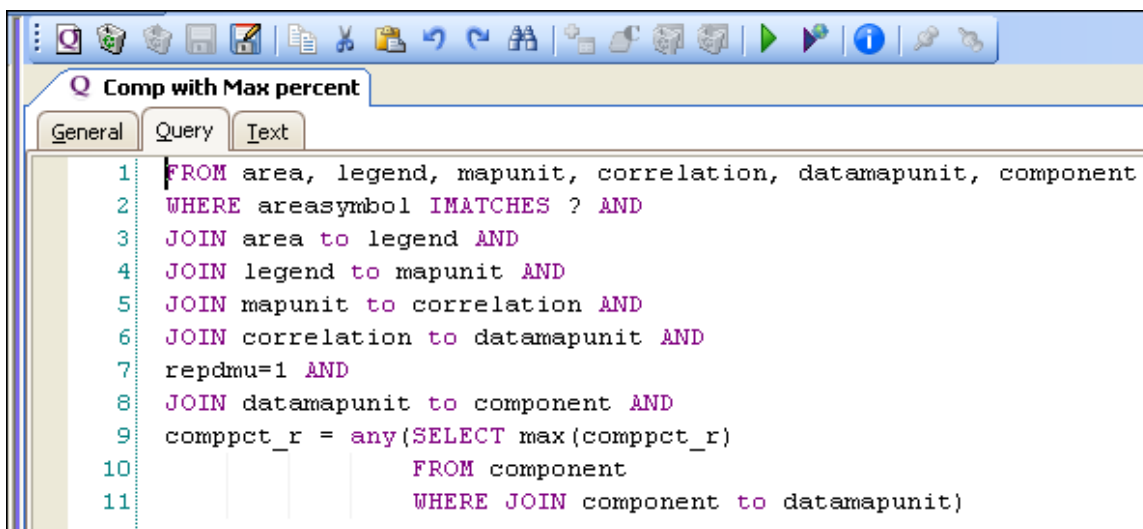 Q Comp with Max percent
General Query Text
1 FROM area, legend, mapunit, correlation, datamapunit, component
2 WHERE areasymbol IMATCHES ? AND
3 JOIN area to legend AND
4 JOIN legend to mapunit AND
5 JOIN mapunit to correlation AND
6 JOIN correlation to datamapunit AND
7 repdmu=1 AND
8 JOIN datamapunit to component AND
9 comppct_r = any(SELECT max(comppct_r)
10 FROM component
11 WHERE JOIN component to datamapunit)